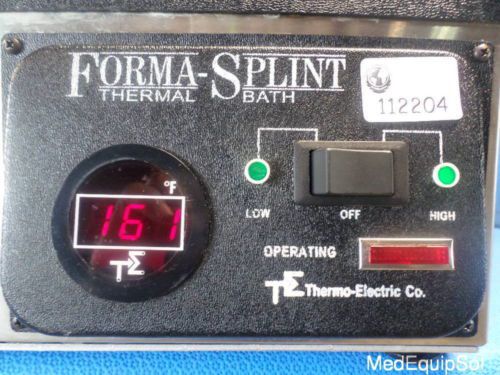 FORMA-SPLINT
THERMAL BATH
112204
°F
161
LOW
OFF
HIGH
OPERATING
TE Thermo-Electric Co.
MedEquipSol